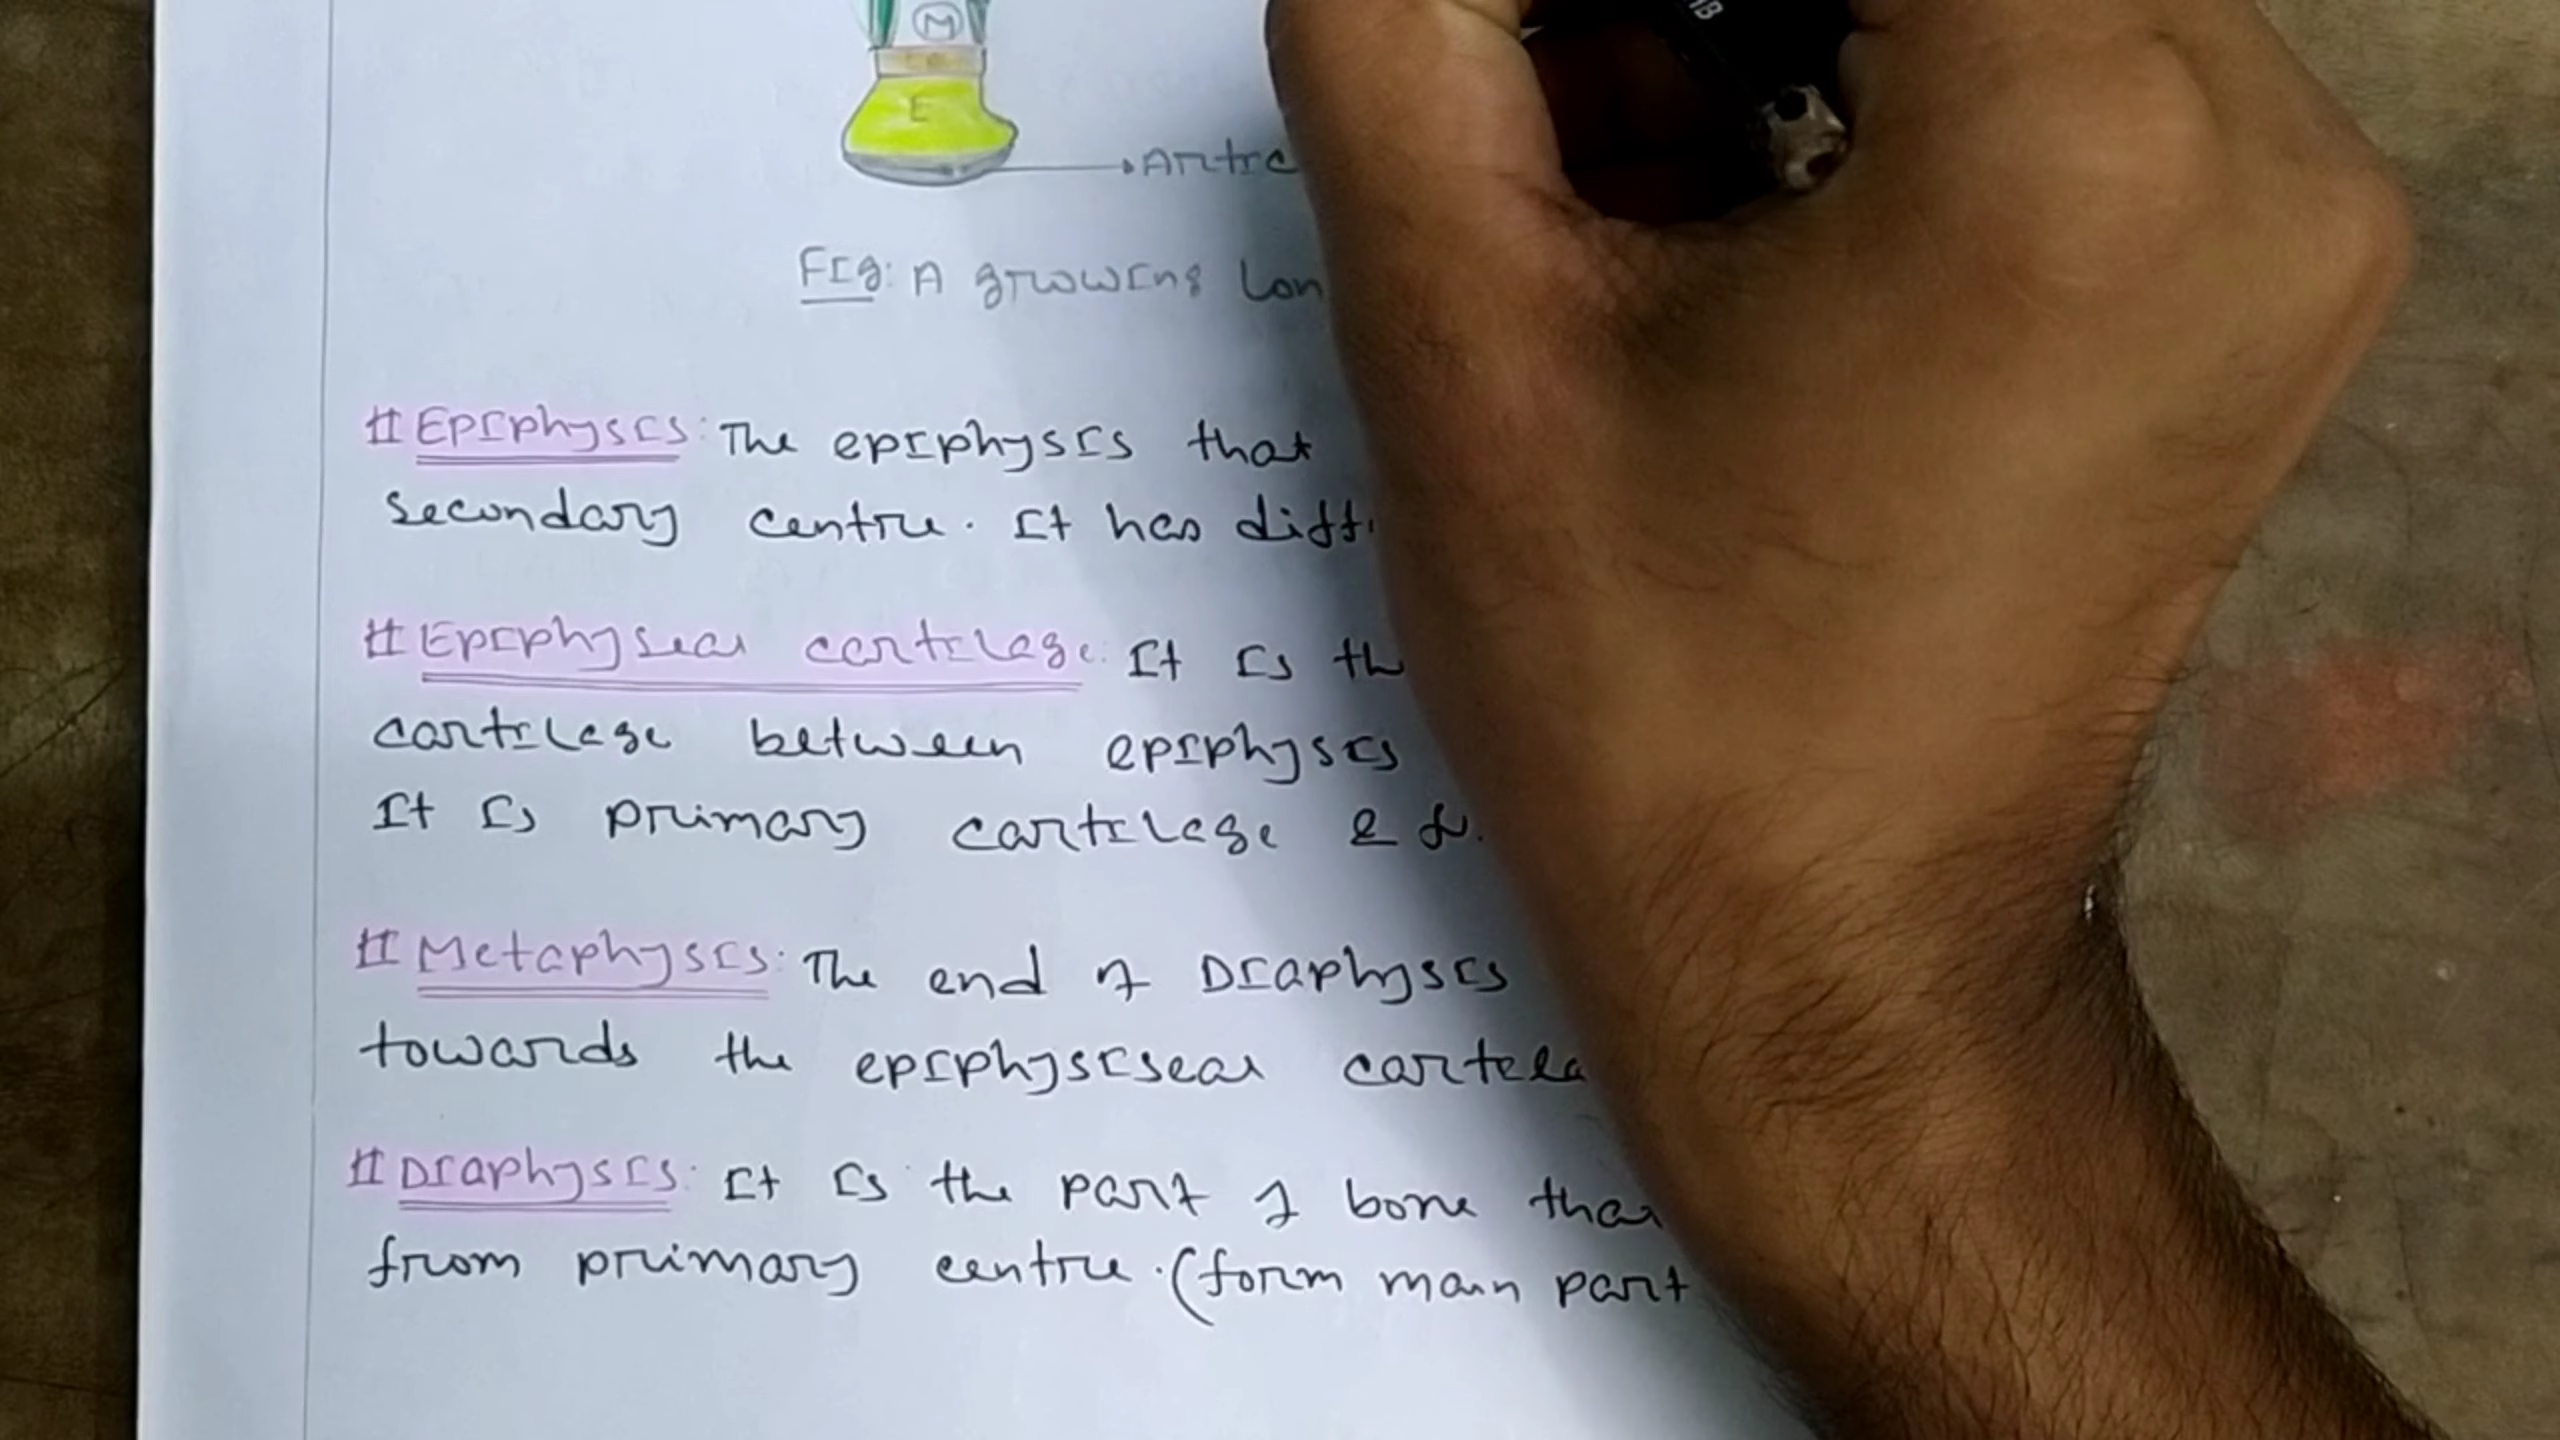 M
E
Artic
Fig: A growing lon
# Epiphysis: The epiphysis that
secondary centre. It has diff
# Epiphyseal cartilage: It is th
cartilage between epiphysis
It is primary cartilage &
# Metaphysis: The end of Diaphysis
towards the epiphysiseal cartela
# Diaphysis: It is the part of bone that
from primary centre. (form main part